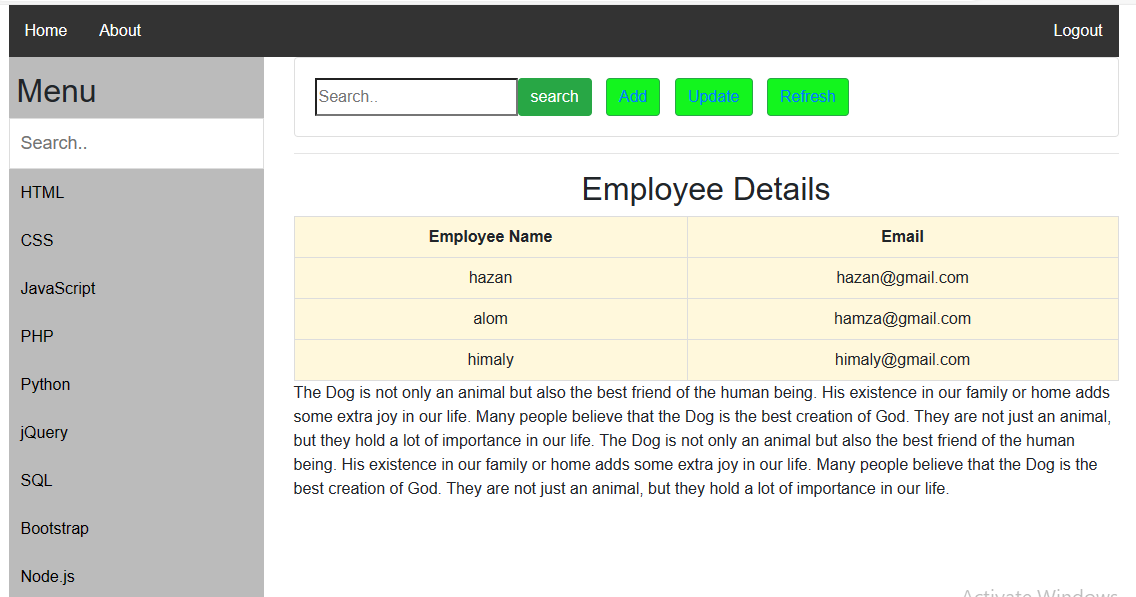 Home About Logout
Menu
Search..
HTML
CSS
JavaScript
PHP
Python
jQuery
SQL
Bootstrap
Node.js
Search.. search Add Update Refresh
Employee Details
Employee Name Email
hazan hazan@gmail.com
alom hamza@gmail.com
himaly himaly@gmail.com
The Dog is not only an animal but also the best friend of the human being. His existence in our family or home adds
some extra joy in our life. Many people believe that the Dog is the best creation of God. They are not just an animal,
but they hold a lot of importance in our life. The Dog is not only an animal but also the best friend of the human
being. His existence in our family or home adds some extra joy in our life. Many people believe that the Dog is the
best creation of God. They are not just an animal, but they hold a lot of importance in our life.
Activate Windows